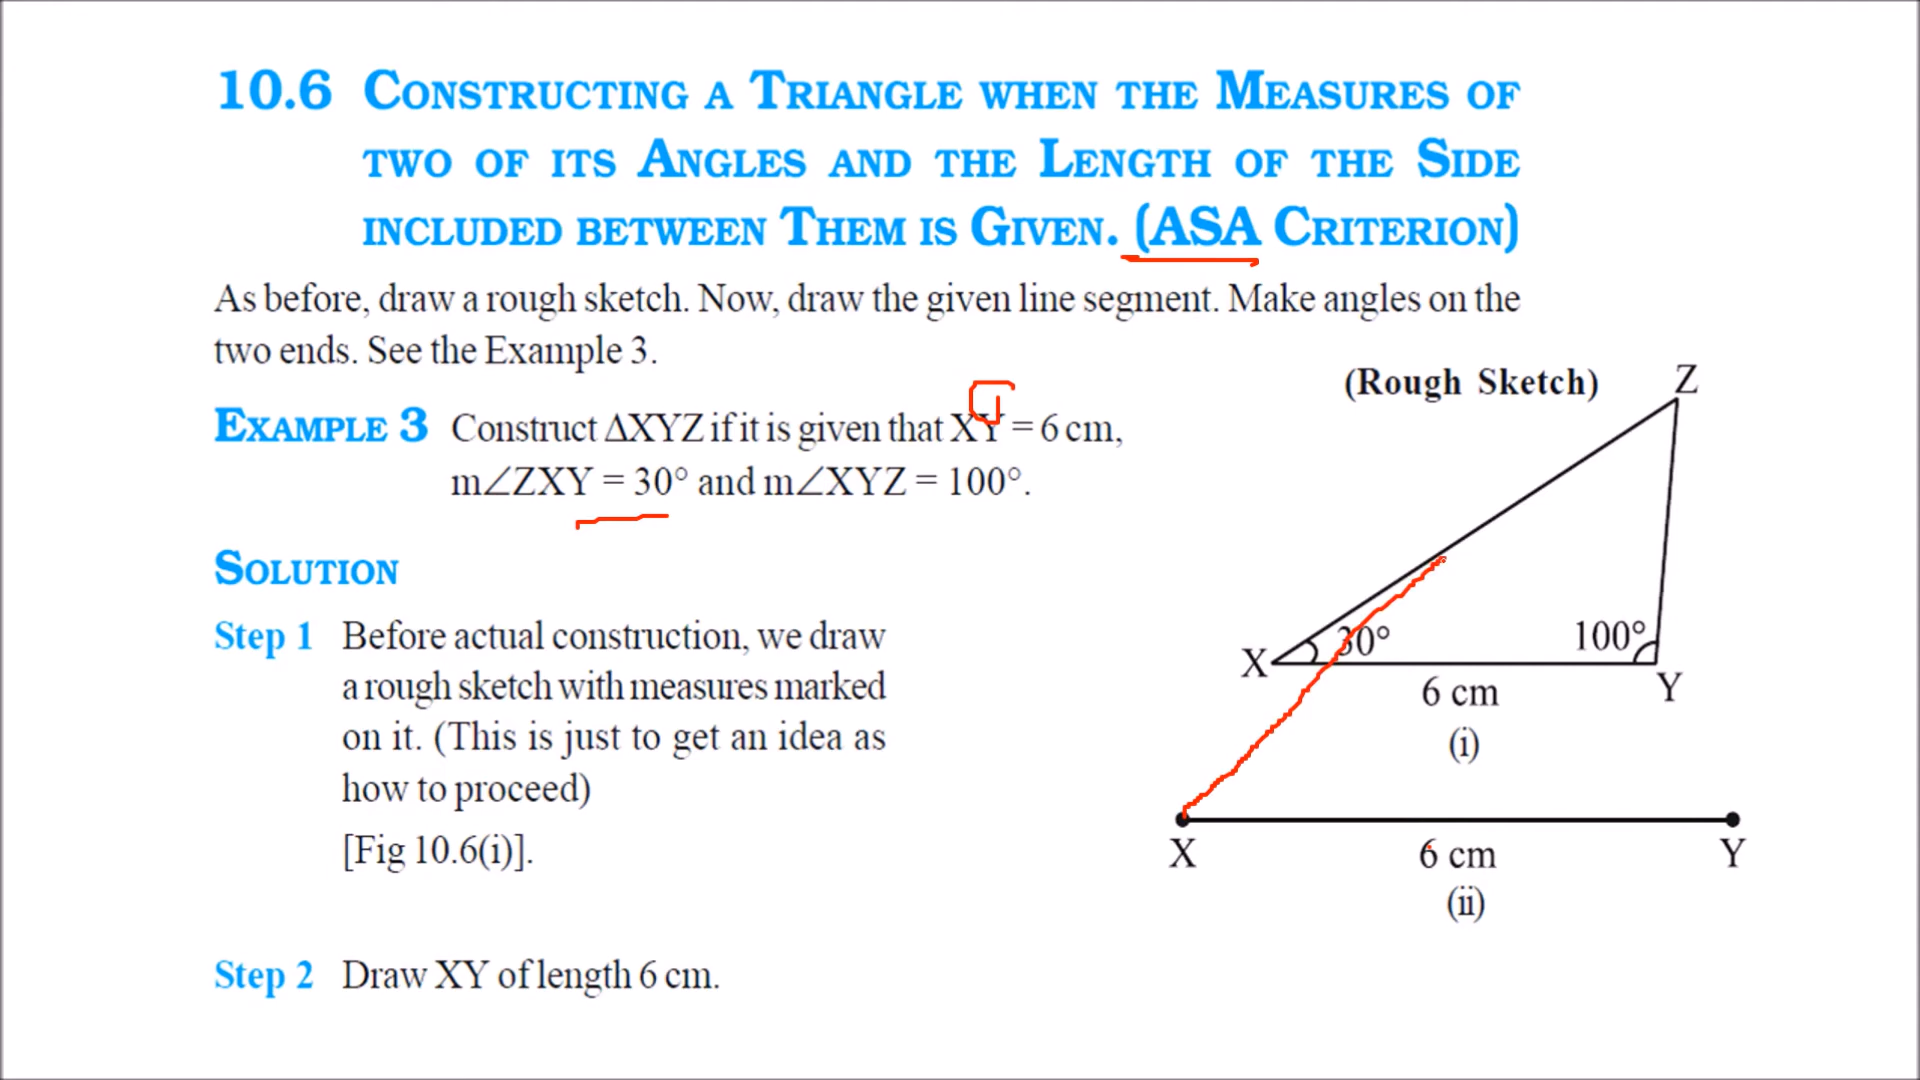 10.6 CONSTRUCTING A TRIANGLE WHEN THE MEASURES OF
TWO OF ITS ANGLES AND THE LENGTH OF THE SIDE
INCLUDED BETWEEN THEM IS GIVEN. (ASA CRITERION)
As before, draw a rough sketch. Now, draw the given line segment. Make angles on the
two ends. See the Example 3.
EXAMPLE 3 Construct ΔXYZ if it is given that XY = 6 cm,
m∠ZXY = 30° and m∠XYZ = 100°.
SOLUTION
Step 1 Before actual construction, we draw
a rough sketch with measures marked
on it. (This is just to get an idea as
how to proceed)
[Fig 10.6(i)].
Step 2 Draw XY of length 6 cm.
(Rough Sketch)
Z
X 30° 100° Y
6 cm
(i)
X 6 cm Y
(ii)